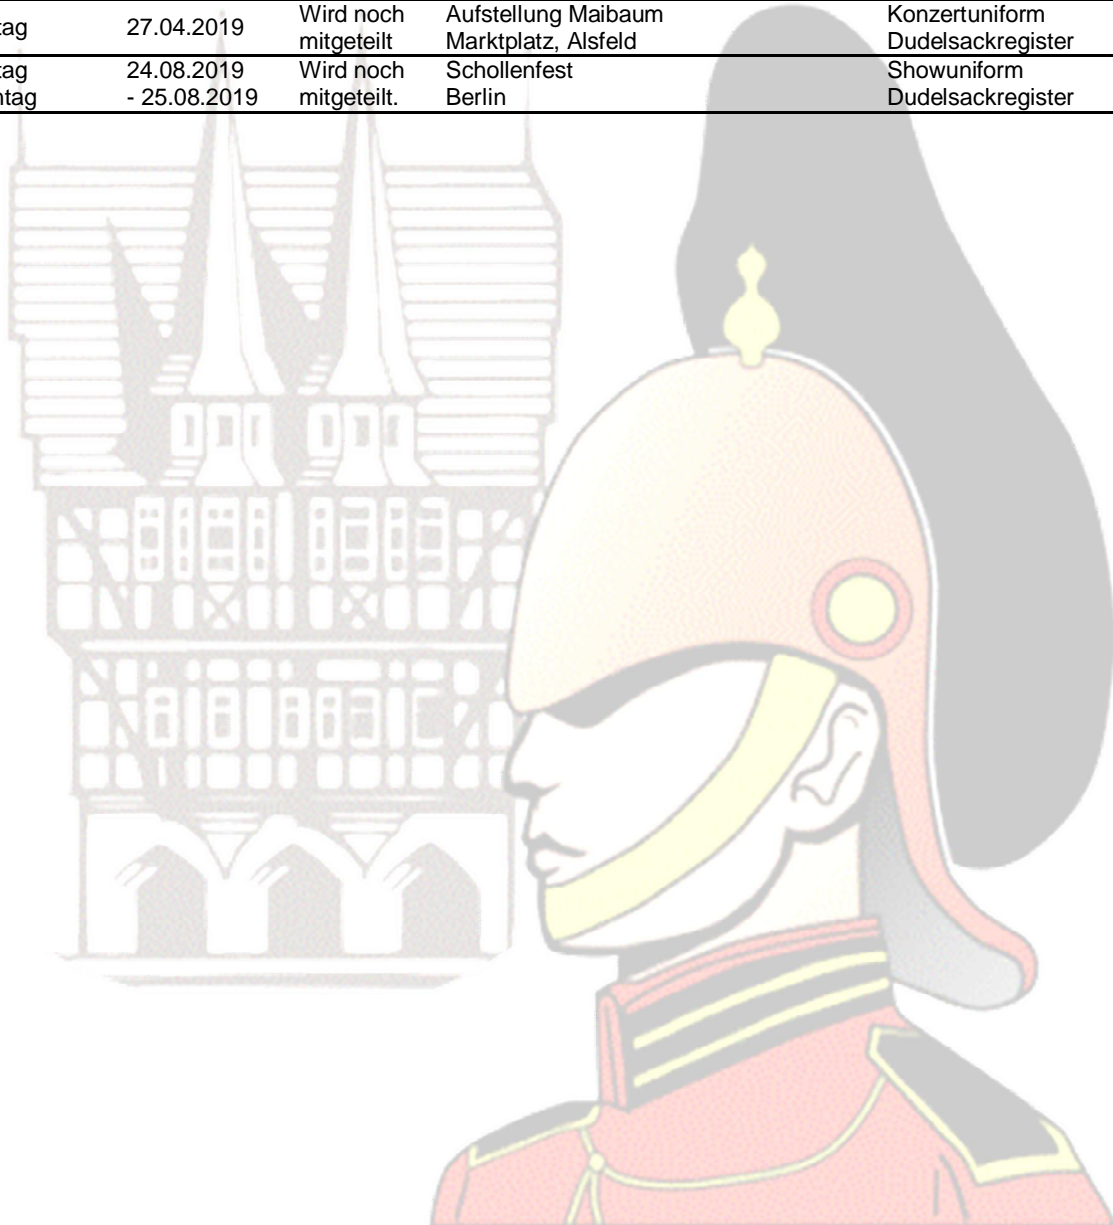 tag 27.04.2019 Wird noch Aufstellung Maibaum Konzertuniform
mitgeteilt Marktplatz, Alsfeld Dudelsackregister
tag 24.08.2019 Wird noch Schollenfest Showuniform
ntag - 25.08.2019 mitgeteilt. Berlin Dudelsackregister